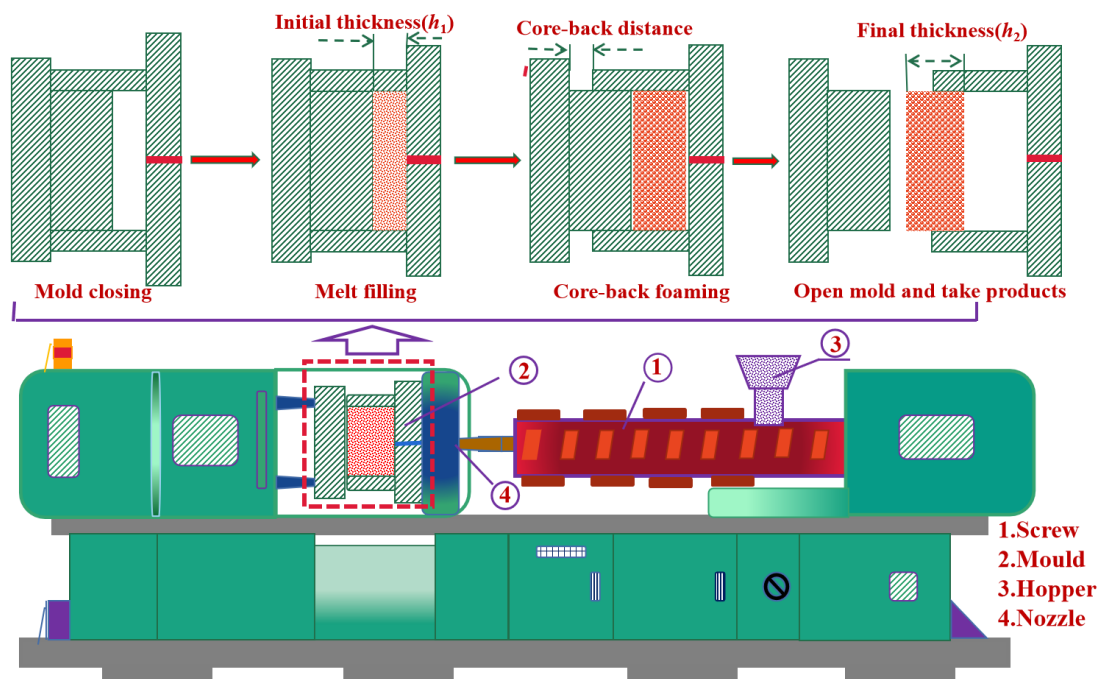 Initial thickness(h1)
Core-back distance
Final thickness(h2)
Mold closing
Melt filling
Core-back foaming
Open mold and take products
3
2
1
4
1.Screw
2.Mould
3.Hopper
4.Nozzle